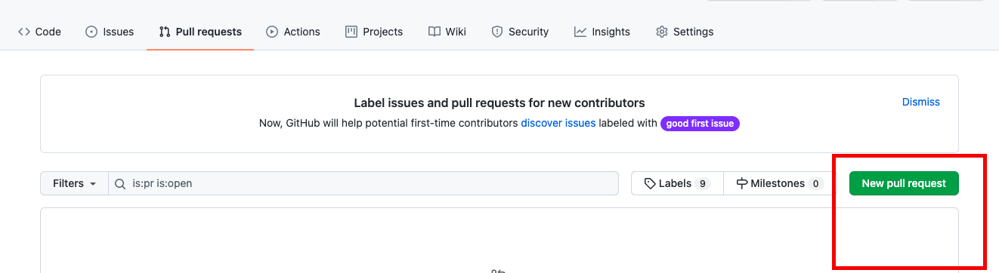 Code Issues Pull requests Actions Projects Wiki Security Insights Settings
Label issues and pull requests for new contributors
Dismiss
Now, GitHub will help potential first-time contributors discover issues labeled with good first issue
Filters is:pr is:open Labels 9 Milestones 0 New pull request